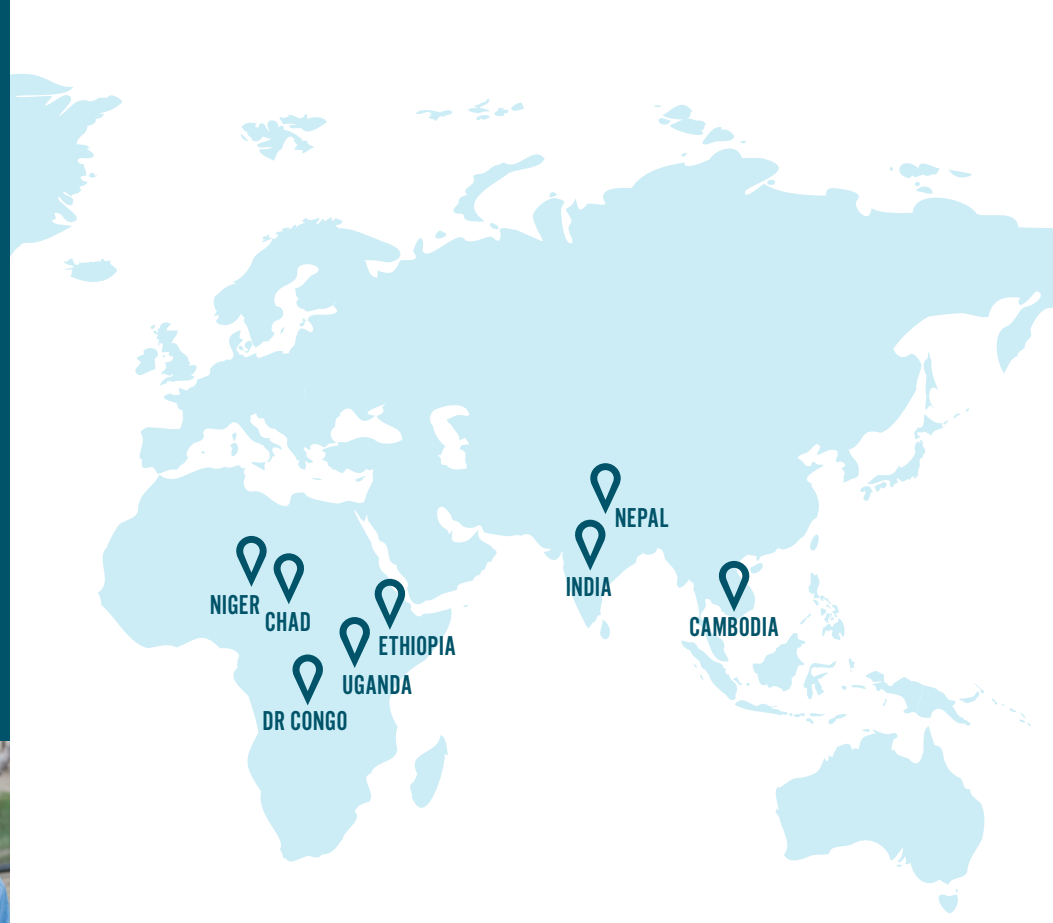 NEPAL
INDIA
NIGER
CHAD
CAMBODIA
ETHIOPIA
UGANDA
DR CONGO